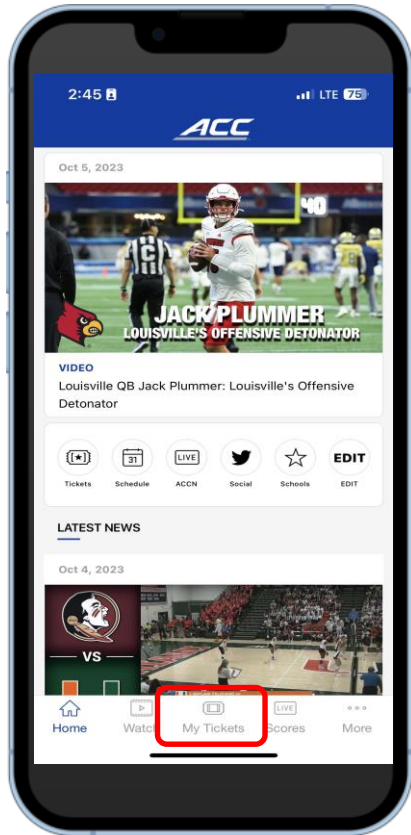 2:45 LTE 75
ACC
Oct 5, 2023
40
C
JACK PLUMMER
LOUISVILLE'S OFFENSIVE DETONATOR
VIDEO
Louisville QB Jack Plummer: Louisville's Offensive
Detonator
31 LIVE EDIT
Tickets Schedule ACCN Social Schools EDIT
LATEST NEWS
Oct 4, 2023
VS
LIVE
Home Watch My Tickets Scores More